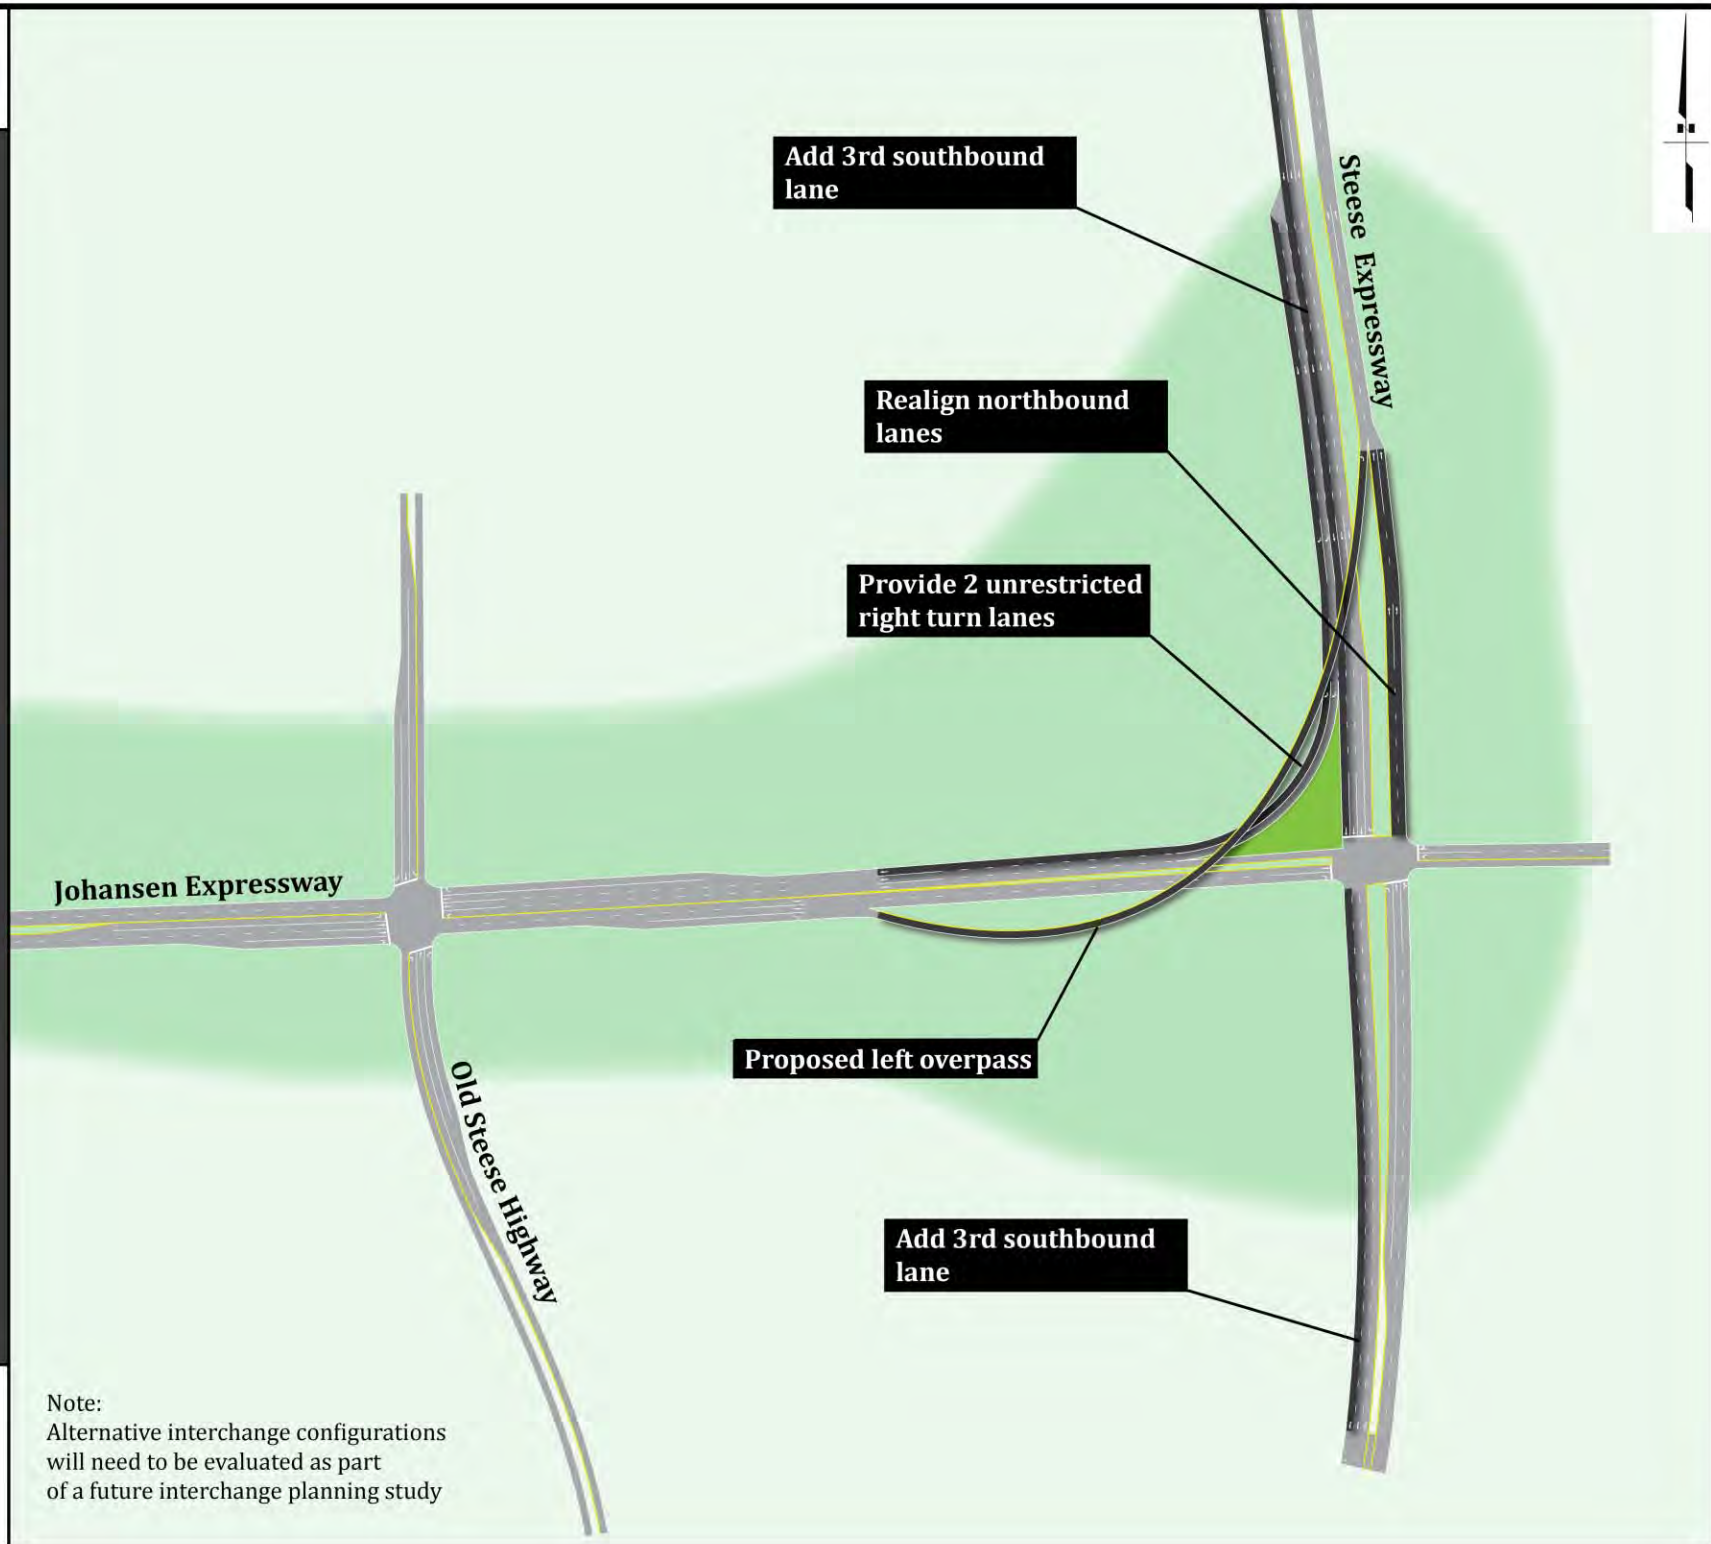 Add 3rd southbound
lane
Steese Expressway
Realign northbound
lanes
Provide 2 unrestricted
right turn lanes
Johansen Expressway
Proposed left overpass
Old Steese Highway
Add 3rd southbound
lane
Note:
Alternative interchange configurations
will need to be evaluated as part
of a future interchange planning study